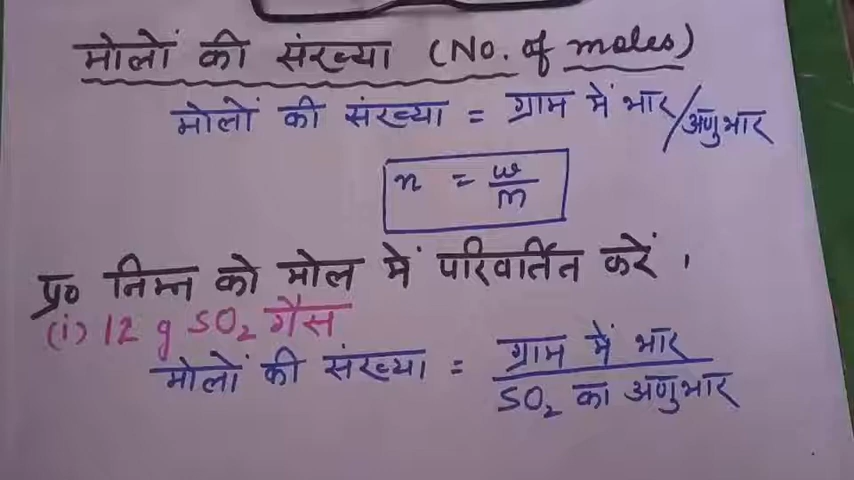 मोलों की संख्या (No. of moles)
मोलों की संख्या = ग्राम में भार/अणुभार
n = w/m
प्र० निम्न को मोल में परिवर्तित करें ।
(i) 12 g SO₂ गैस
मोलों की संख्या = ग्राम में भार / SO₂ का अणुभार